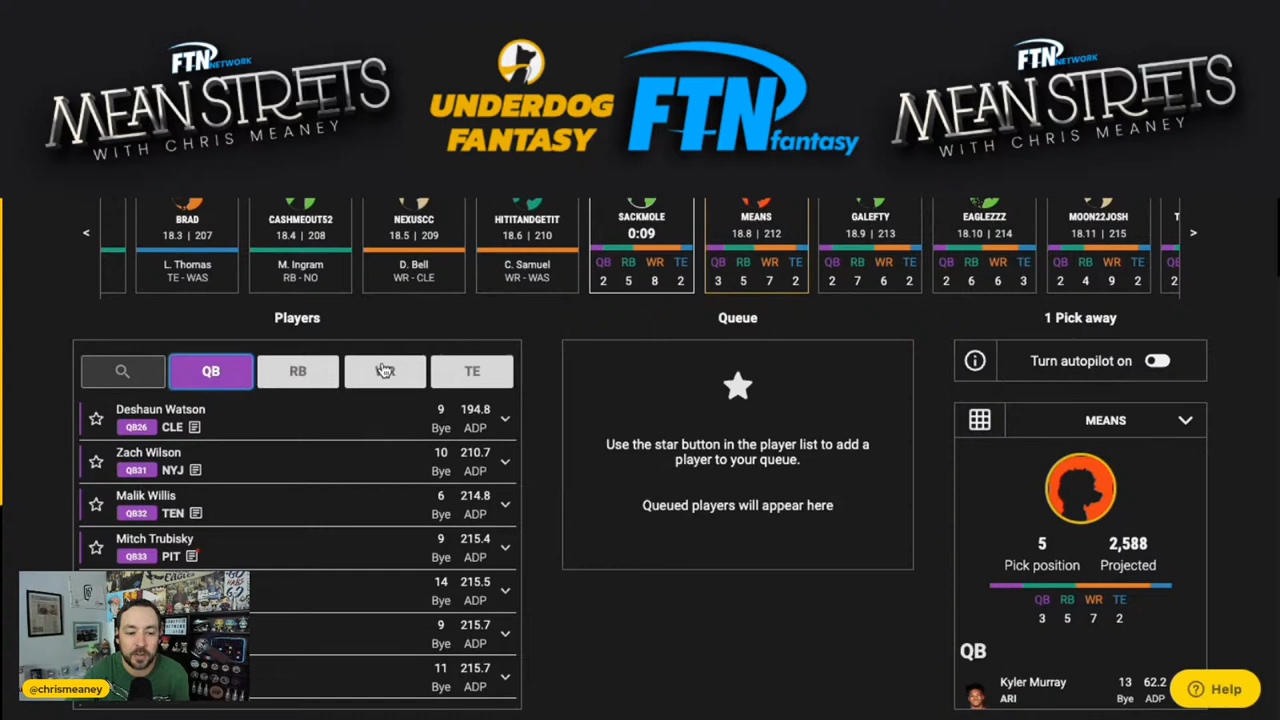 FTN NETWORK
MEAN STREETS
WITH CHRIS MEANEY
UNDERDOG
FANTASY
FTN
fantasy
FTN NETWORK
MEAN STREETS
WITH CHRIS MEANEY
<
BRAD
18.3 | 207
L. Thomas
TE - WAS
CASHMEOUT52
18.4 | 208
M. Ingram
RB - NO
NEXUSCC
18.5 | 209
D. Bell
WR - CLE
HITITANDGETIT
18.6 | 210
C. Samuel
WR - WAS
SACKMOLE
0:09
QB RB WR TE
2 5 8 2
MEANS
18.8 | 212
QB RB WR TE
3 5 7 2
GALEFTY
18.9 | 213
QB RB WR TE
2 7 6 2
EAGLEZZZ
18.10 | 214
QB RB WR TE
2 6 6 3
MOON22JOSH
18.11 | 215
QB RB WR TE
2 4 9 2
>
Players
QB RB WR TE
Deshaun Watson 9 194.8
QB26 CLE Bye ADP
Zach Wilson 10 210.7
QB31 NYJ Bye ADP
Malik Willis 6 214.8
QB32 TEN Bye ADP
Mitch Trubisky 9 215.4
QB33 PIT Bye ADP
14 215.5
Bye ADP
9 215.7
Bye ADP
11 215.7
Bye ADP
@chrismeaney
Queue
Use the star button in the player list to add a
player to your queue.
Queued players will appear here
1 Pick away
Turn autopilot on
MEANS
5 2,588
Pick position Projected
QB RB WR TE
3 5 7 2
QB
Kyler Murray 13 62.2
ARI Bye ADP
Help